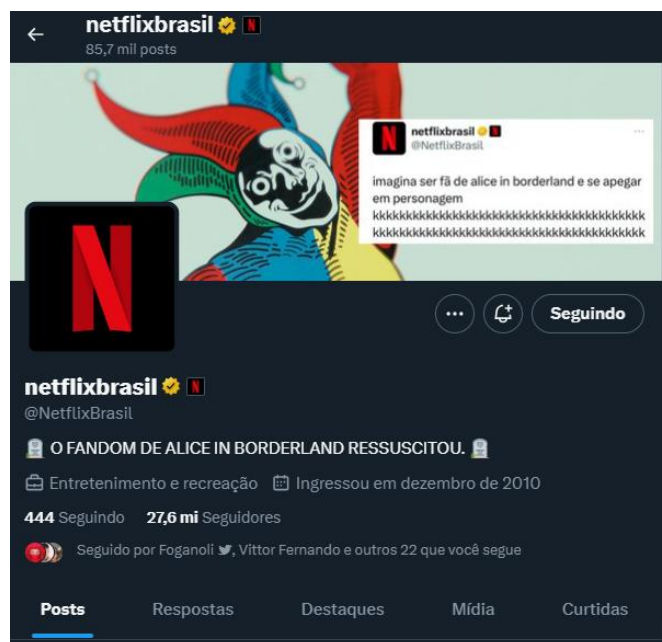 netflixbrasil
85,7 mil posts
netflixbrasil
@NetflixBrasil
imagina ser fã de alice in borderland e se apegar
em personagem
kkkkkkkkkkkkkkkkkkkkkkkkkkkkkkkkkkkkkkkkkk
kkkkkkkkkkkkkkkkkkkkkkkkkkkkkkkkkkkkkkkkkk
N
Seguindo
netflixbrasil
@NetflixBrasil
O FANDOM DE ALICE IN BORDERLAND RESSUSCITOU.
Entretenimento e recreação Ingressou em dezembro de 2010
444 Seguindo 27,6 mi Seguidores
Seguido por Foganoli, Vittor Fernando e outros 22 que você segue
Posts Respostas Destaques Mídia Curtidas